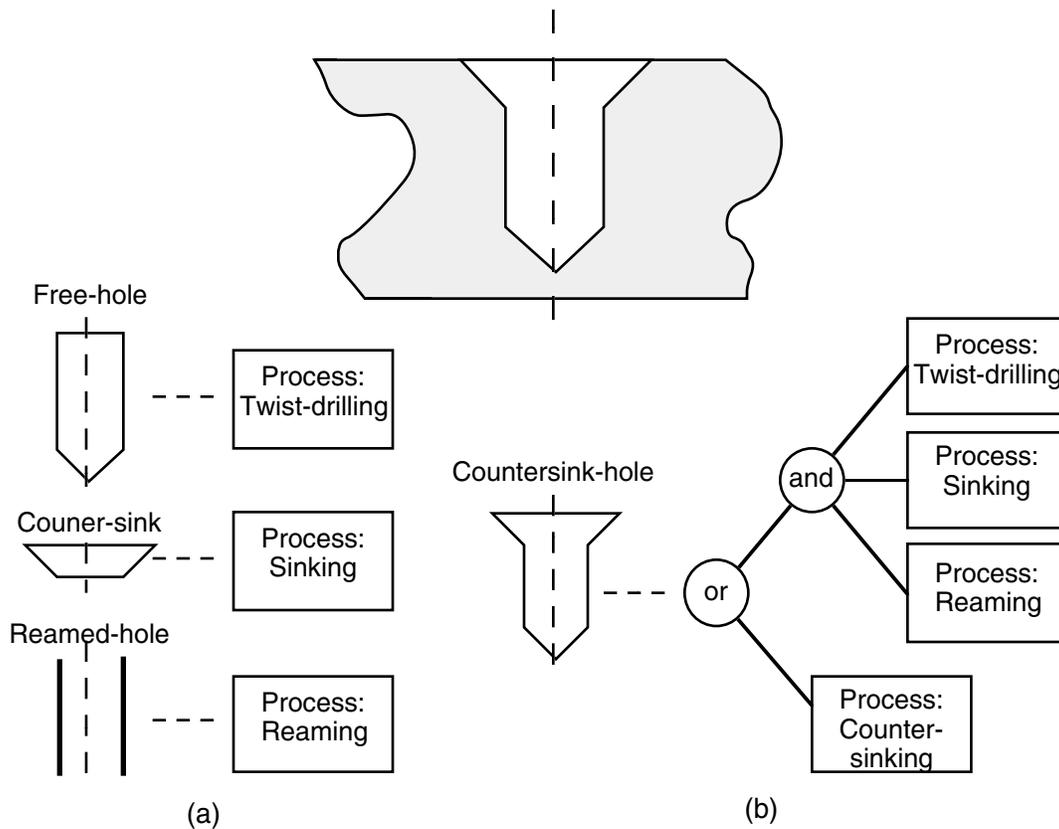 Free-hole
Process:
Twist-drilling
Couner-sink
Process:
Sinking
Reamed-hole
Process:
Reaming
(a)
Countersink-hole
or
and
Process:
Twist-drilling
Process:
Sinking
Process:
Reaming
Process:
Counter-
sinking
(b)